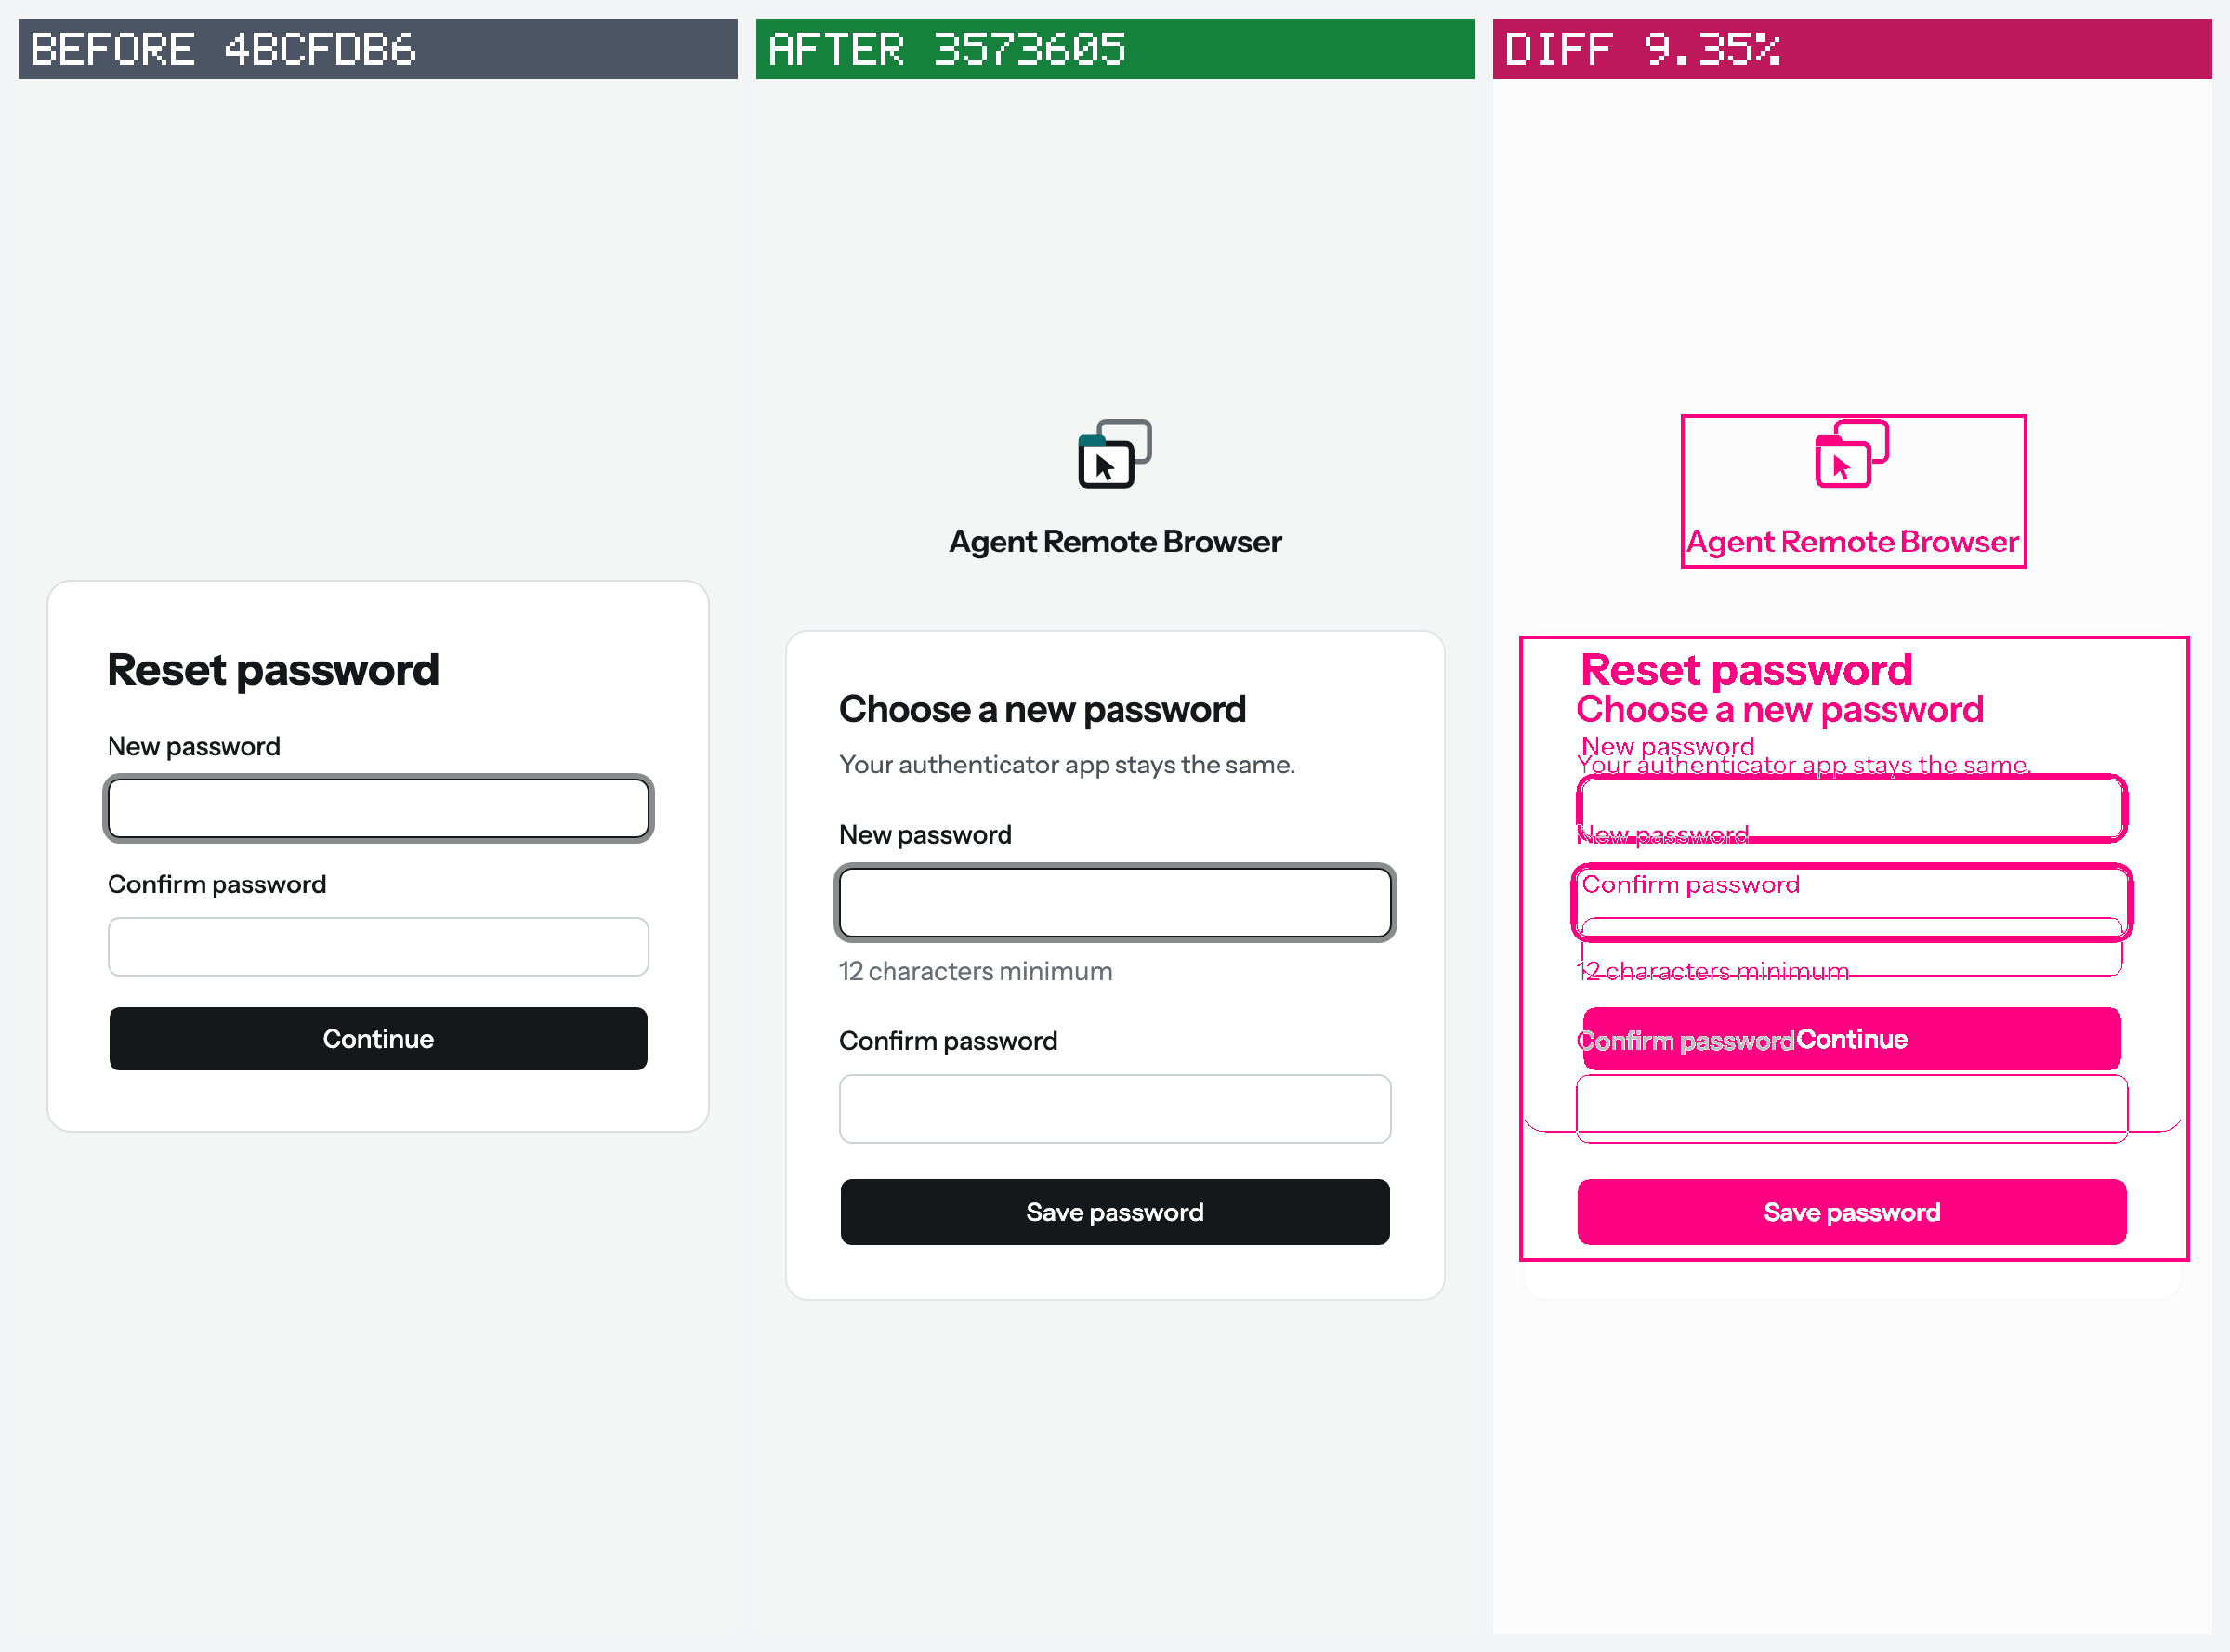 BEFORE 4BCFDB6
Reset password
New password
Confirm password
Continue
AFTER 3573605
Agent Remote Browser
Choose a new password
Your authenticator app stays the same.
New password
12 characters minimum
Confirm password
Save password
DIFF 9.35%
Agent Remote Browser
Reset password
Choose a new password
New password
Your authenticator app stays the same.
New password
Confirm password
12 characters minimum
Confirm password Continue
Save password